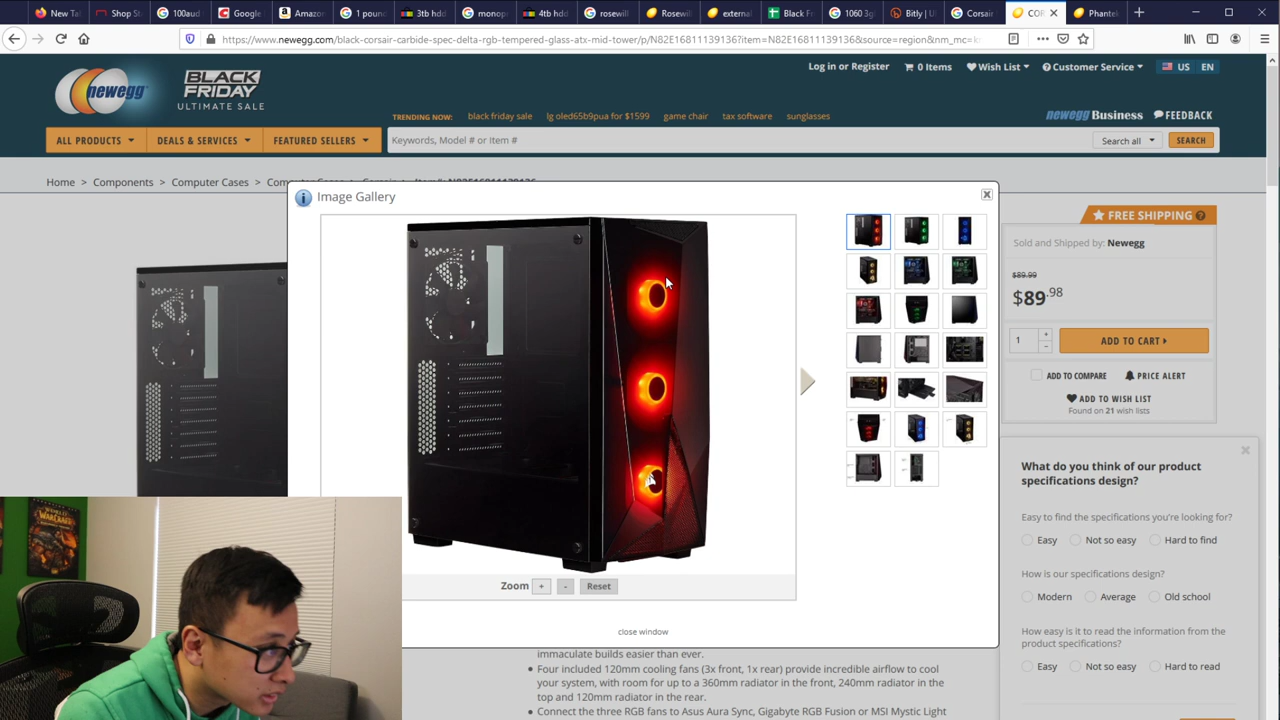 New Tal
Shop St
100aud
Google
Amazo
1 pounc
3tb hdd
monop
4tb hdd
rosewill
Rosewil
external
Black Fr
1060 3g
Bitly | U
Corsair
COR
Phantek
https://www.newegg.com/black-corsair-carbide-spec-delta-rgb-tempered-glass-atx-mid-tower/p/N82E16811139136?item=N82E16811139136&source=region&nm_mc=k
newegg
BLACK FRIDAY
ULTIMATE SALE
Log in or Register
0 Items
Wish List
Customer Service
US EN
TRENDING NOW: black friday sale lg oled65b9pua for $1599 game chair tax software sunglasses
newegg Business
FEEDBACK
ALL PRODUCTS
DEALS & SERVICES
FEATURED SELLERS
Keywords, Model # or Item #
Search all
SEARCH
Home > Components > Computer Cases >
Image Gallery
FREE SHIPPING
Sold and Shipped by: Newegg
$89.99
$89.98
1
ADD TO CART
ADD TO COMPARE
PRICE ALERT
ADD TO WISH LIST
Found on 21 wish lists
What do you think of our product
specifications design?
Easy to find the specifications you're looking for?
Easy
Not so easy
Hard to find
How is our specifications design?
Modern
Average
Old school
How easy is it to read the information from the
product specifications?
Easy
Not so easy
Hard to read
Zoom + - Reset
close window
immaculate builds easier than ever.
Four included 120mm cooling fans (3x front, 1x rear) provide incredible airflow to cool
your system, with room for up to a 360mm radiator in the front, 240mm radiator in the
top and 120mm radiator in the rear.
Connect the three RGB fans to Asus Aura Sync, Gigabyte RGB Fusion or MSI Mystic Light
WARCRAFT